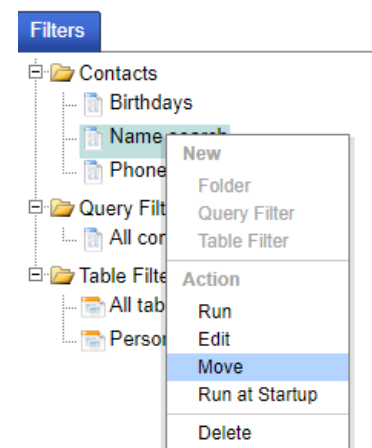 Filters
Contacts
Birthdays
Name search
Phone
New
Folder
Query Filt
Query Filter
All con
Table Filter
Table Filte
Action
All tab
Run
Person
Edit
Move
Run at Startup
Delete